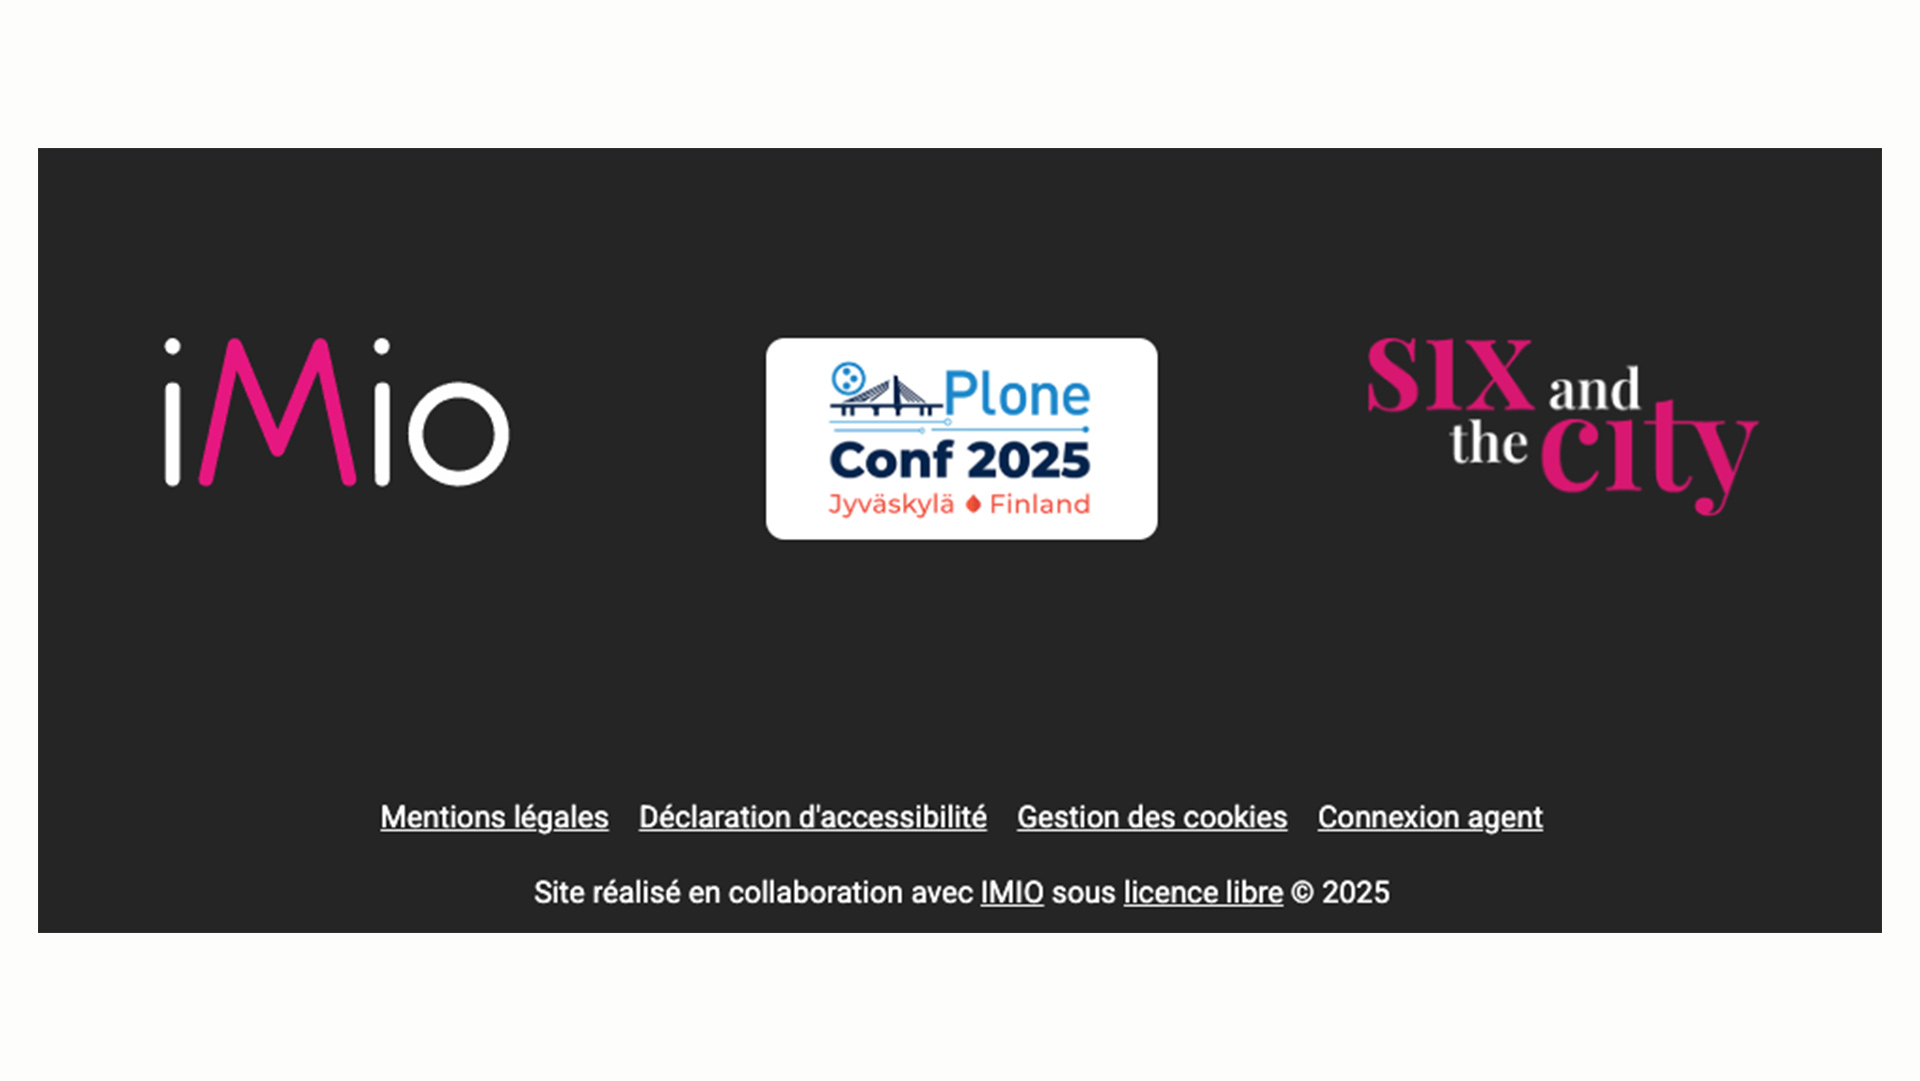 iMio
Plone
Conf 2025
Jyväskylä Finland
six and
the city
Mentions légales Déclaration d'accessibilité Gestion des cookies Connexion agent
Site réalisé en collaboration avec IMIO sous licence libre © 2025